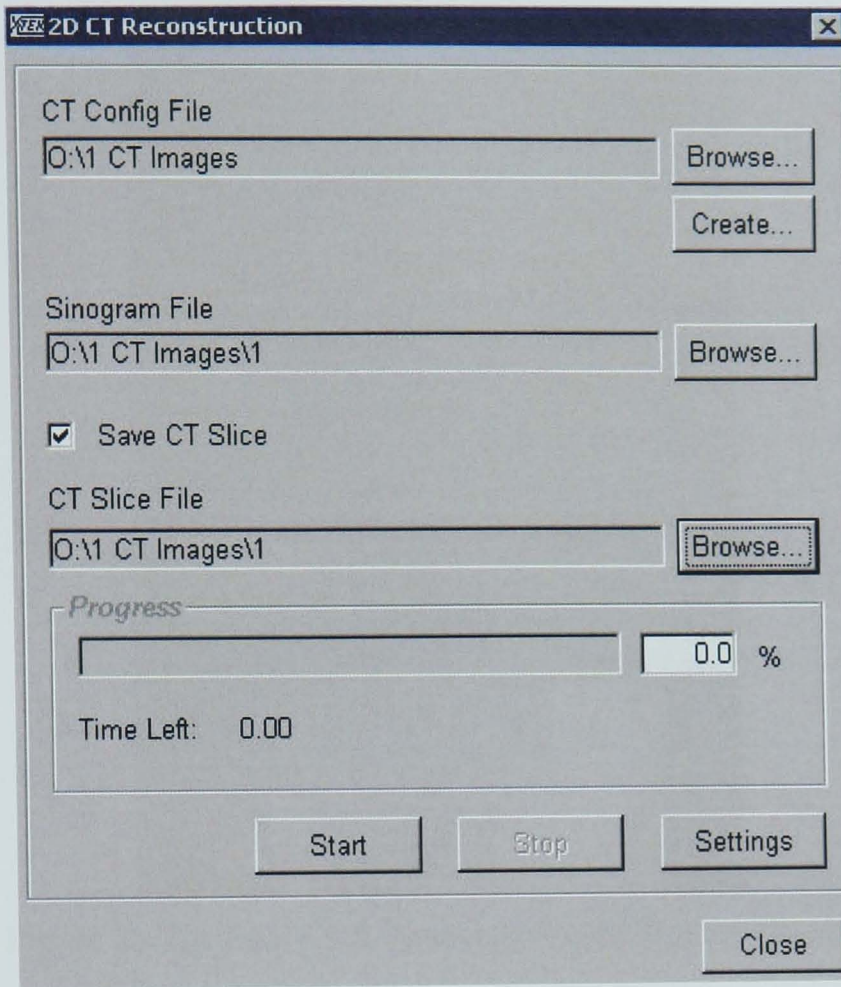 XTEK 2D CT Reconstruction
CT Config File
O:\1 CT Images
Browse...
Create...
Sinogram File
O:\1 CT Images\1
Browse...
Save CT Slice
CT Slice File
O:\1 CT Images\1
Browse...
Progress
0.0 %
Time Left: 0.00
Start Stop Settings
Close